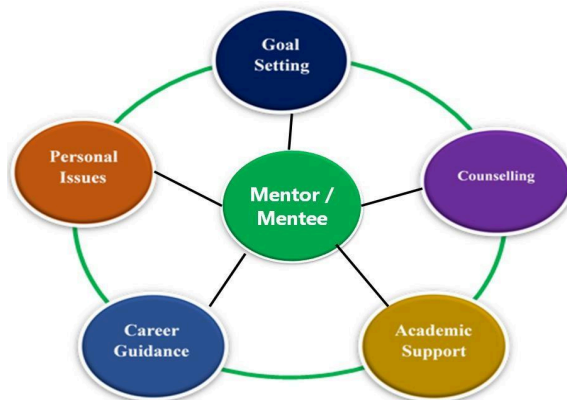 Goal
Setting
Personal
Issues
Counselling
Mentor /
Mentee
Career
Guidance
Academic
Support